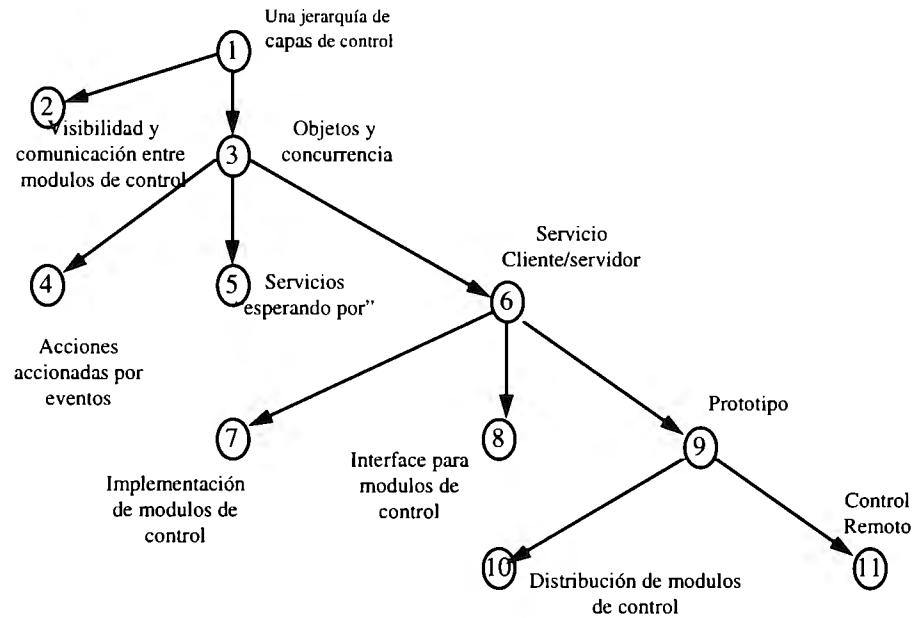 Una jerarquía de
capas de control
1
2
Visibilidad y
comunicación entre
modulos de control
3
Objetos y
concurrencia
4
Acciones
accionadas por
eventos
5
Servicios
"esperando por”
Servicio
Cliente/servidor
6
7
Implementación
de modulos de
control
8
Interface para
modulos de
control
Prototipo
9
10
Distribución de modulos
de control
Control
Remoto
11